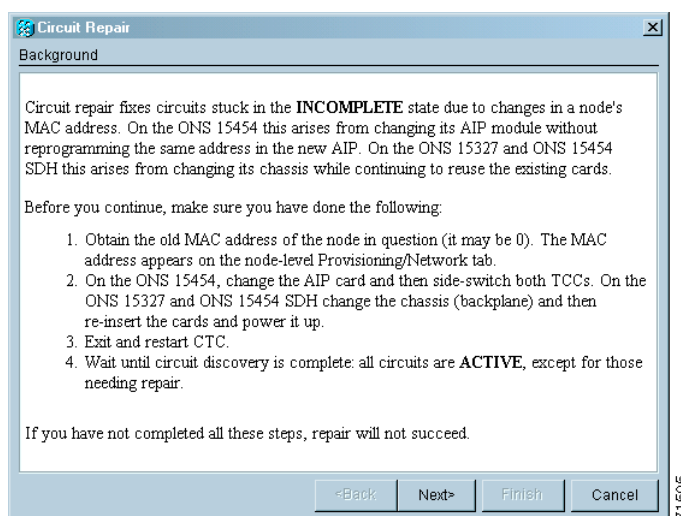 Circuit Repair
Background
Circuit repair fixes circuits stuck in the INCOMPLETE state due to changes in a node's
MAC address. On the ONS 15454 this arises from changing its AIP module without
reprogramming the same address in the new AIP. On the ONS 15327 and ONS 15454
SDH this arises from changing its chassis while continuing to reuse the existing cards.
Before you continue, make sure you have done the following:
1. Obtain the old MAC address of the node in question (it may be 0). The MAC
address appears on the node-level Provisioning/Network tab.
2. On the ONS 15454, change the AIP card and then side-switch both TCCs. On the
ONS 15327 and ONS 15454 SDH change the chassis (backplane) and then
re-insert the cards and power it up.
3. Exit and restart CTC.
4. Wait until circuit discovery is complete: all circuits are ACTIVE, except for those
needing repair.
If you have not completed all these steps, repair will not succeed.
<Back Next> Finish Cancel